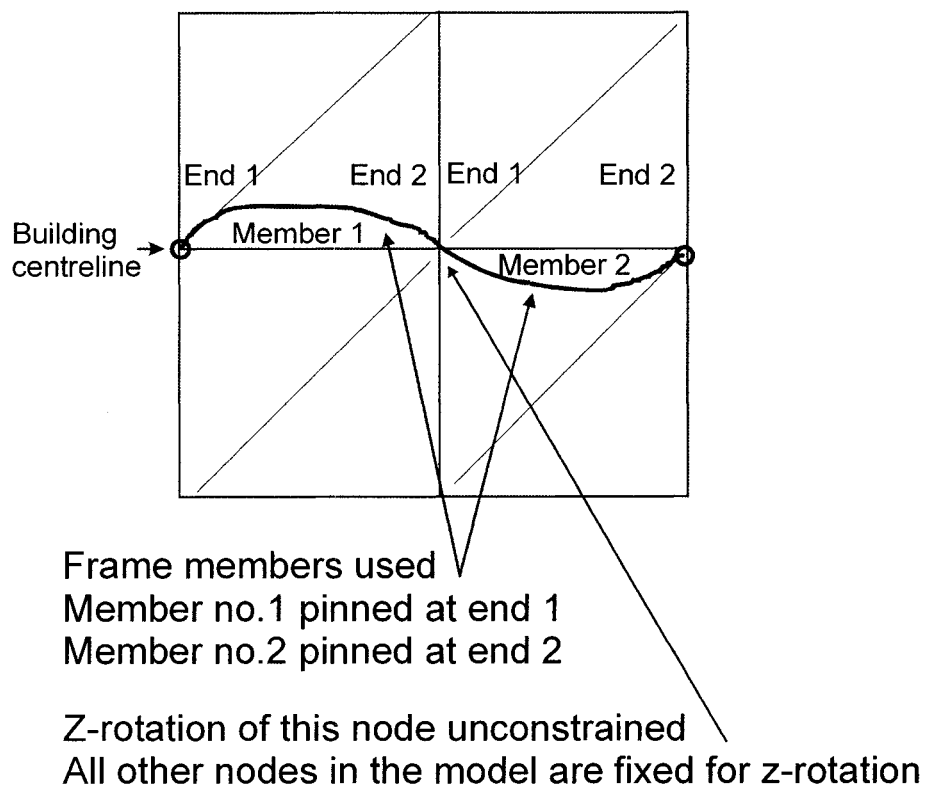 End 1
End 2
End 1
End 2
Building
centreline
Member 1
Member 2
Frame members used
Member no.1 pinned at end 1
Member no.2 pinned at end 2
Z-rotation of this node unconstrained
All other nodes in the model are fixed for z-rotation